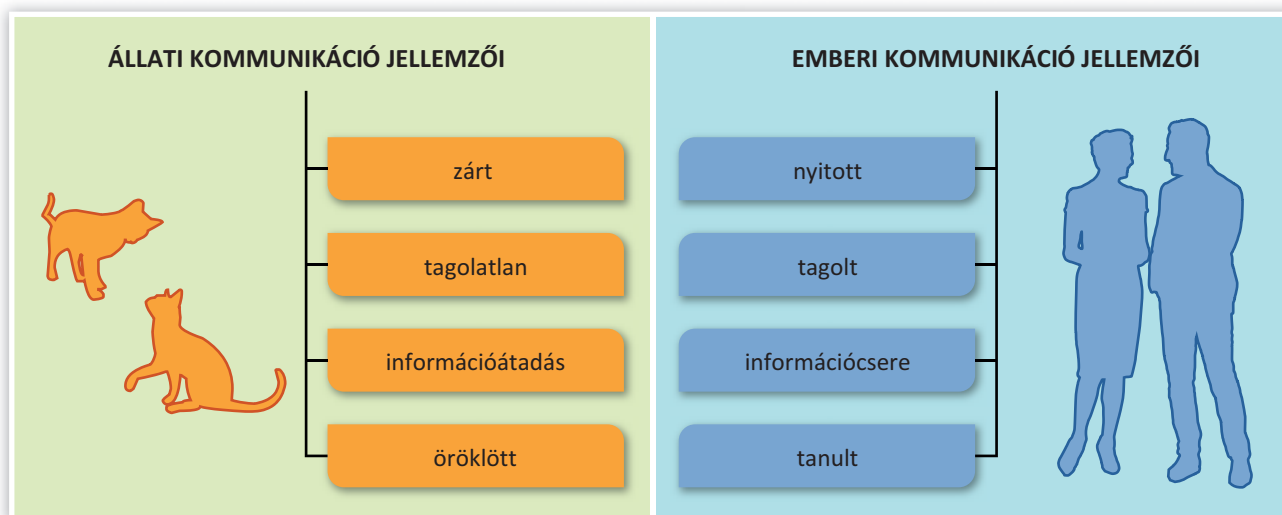 ÁLLATI KOMMUNIKÁCIÓ JELLEMZŐI
zárt
tagolatlan
információátadás
öröklött
EMBERI KOMMUNIKÁCIÓ JELLEMZŐI
nyitott
tagolt
információcsere
tanult